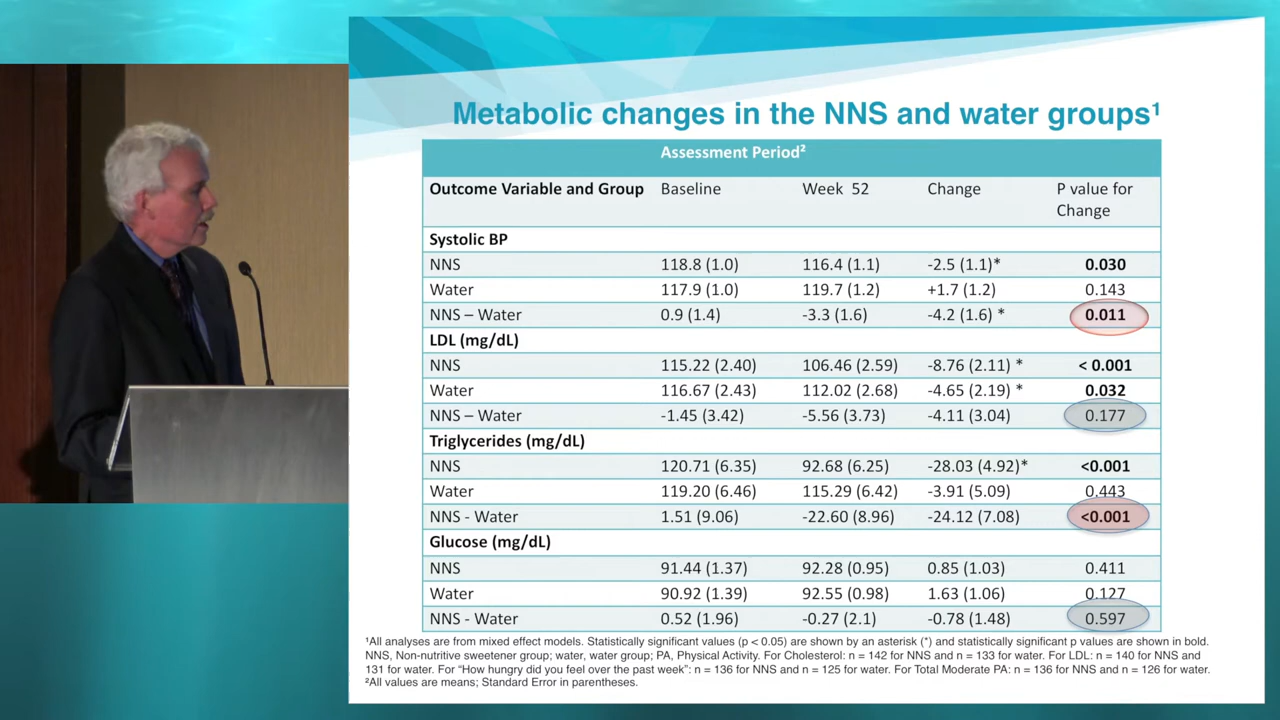 Metabolic changes in the NNS and water groups¹
Assessment Period²
Outcome Variable and Group Baseline Week 52 Change P value for
Change
Systolic BP
NNS 118.8 (1.0) 116.4 (1.1) -2.5 (1.1)* 0.030
Water 117.9 (1.0) 119.7 (1.2) +1.7 (1.2) 0.143
NNS – Water 0.9 (1.4) -3.3 (1.6) -4.2 (1.6) * 0.011
LDL (mg/dL)
NNS 115.22 (2.40) 106.46 (2.59) -8.76 (2.11) * < 0.001
Water 116.67 (2.43) 112.02 (2.68) -4.65 (2.19) * 0.032
NNS – Water -1.45 (3.42) -5.56 (3.73) -4.11 (3.04) 0.177
Triglycerides (mg/dL)
NNS 120.71 (6.35) 92.68 (6.25) -28.03 (4.92)* <0.001
Water 119.20 (6.46) 115.29 (6.42) -3.91 (5.09) 0.443
NNS - Water 1.51 (9.06) -22.60 (8.96) -24.12 (7.08) <0.001
Glucose (mg/dL)
NNS 91.44 (1.37) 92.28 (0.95) 0.85 (1.03) 0.411
Water 90.92 (1.39) 92.55 (0.98) 1.63 (1.06) 0.127
NNS - Water 0.52 (1.96) -0.27 (2.1) -0.78 (1.48) 0.597
¹All analyses are from mixed effect models. Statistically significant values (p < 0.05) are shown by an asterisk (*) and statistically significant p values are shown in bold.
NNS, Non-nutritive sweetener group; water, water group; PA, Physical Activity. For Cholesterol: n = 142 for NNS and n = 133 for water. For LDL: n = 140 for NNS and
131 for water. For “How hungry did you feel over the past week”: n = 136 for NNS and n = 125 for water. For Total Moderate PA: n = 136 for NNS and n = 126 for water.
²All values are means; Standard Error in parentheses.